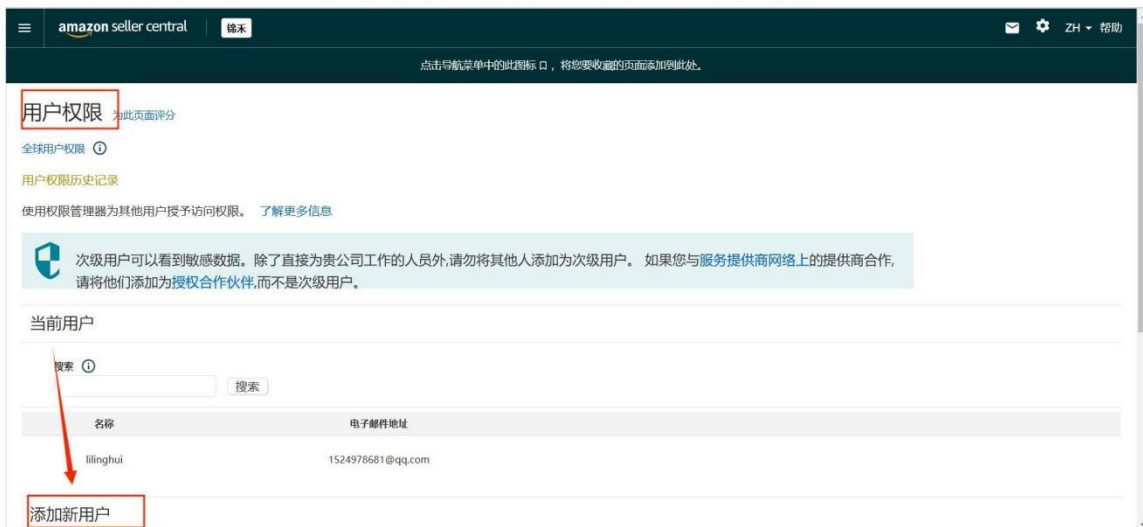 amazon seller central 锦禾 ZH 帮助
点击导航菜单中的此图标 口 ，将您要收藏的页面添加到此处。
用户权限 为此页面评分
全球用户权限
用户权限历史记录
使用权限管理器为其他用户授予访问权限。 了解更多信息
次级用户可以看到敏感数据。除了直接为贵公司工作的人员外,请勿将其他人添加为次级用户。 如果您与服务提供商网络上的提供商合作,
请将他们添加为授权合作伙伴,而不是次级用户。
当前用户
搜索
搜索
名称 电子邮件地址
lilinghui 1524978681@qq.com
添加新用户